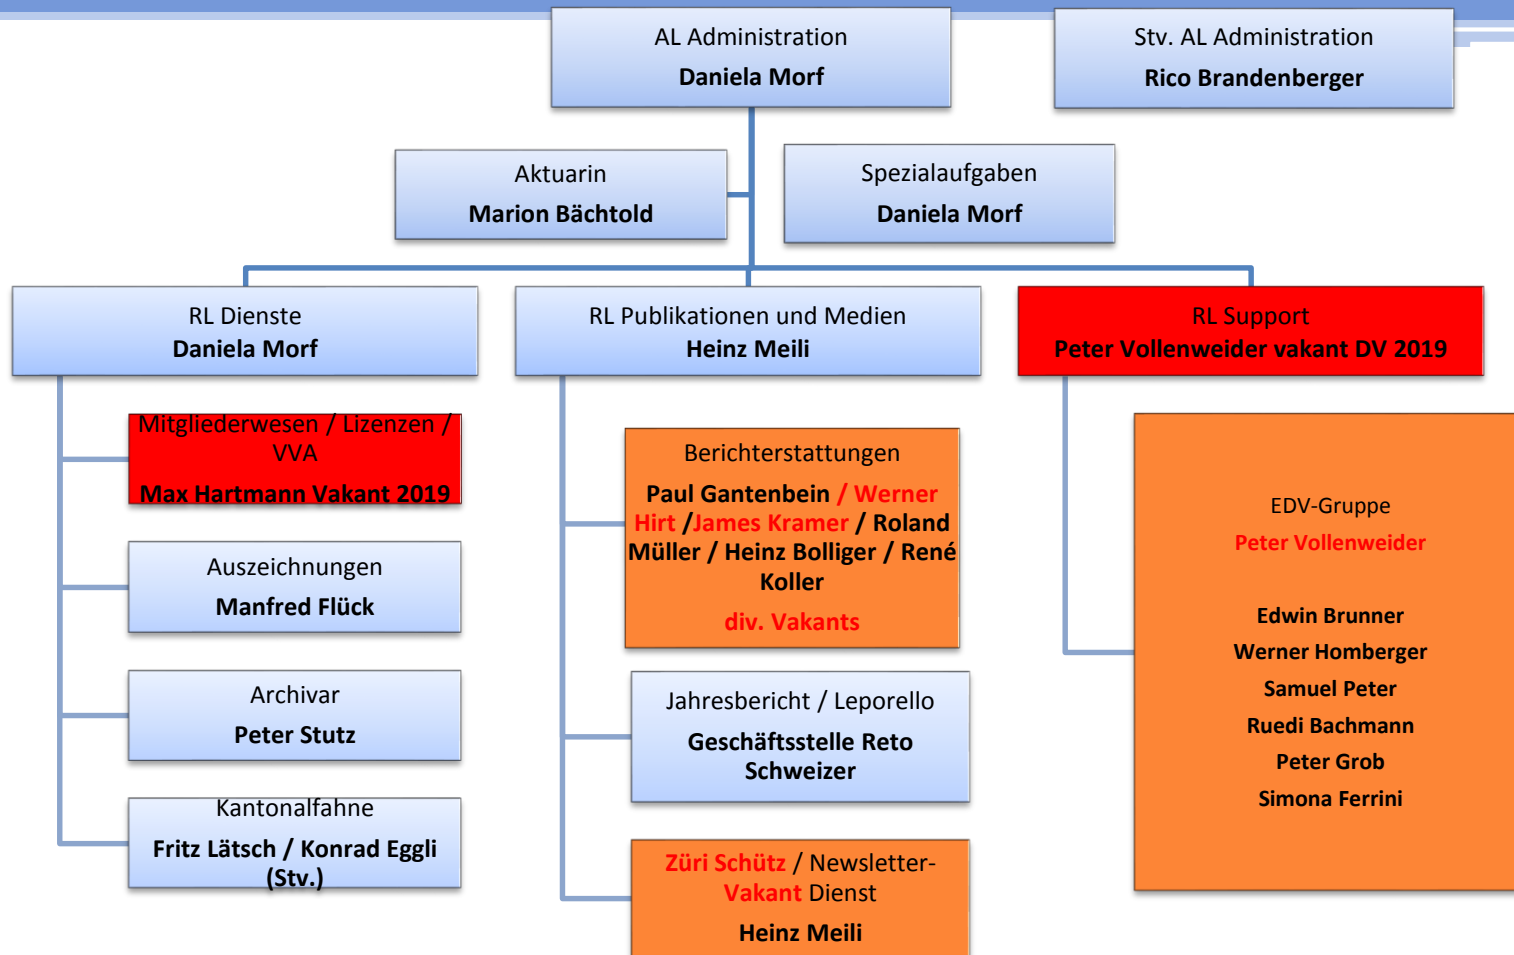 AL Administration
Daniela Morf
Stv. AL Administration
Rico Brandenberger
Aktuarin
Marion Bächtold
Spezialaufgaben
Daniela Morf
RL Dienste
Daniela Morf
RL Publikationen und Medien
Heinz Meili
RL Support
Peter Vollenweider vakant DV 2019
Mitgliederwesen / Lizenzen /
VVA
Max Hartmann Vakant 2019
Auszeichnungen
Manfred Flück
Archivar
Peter Stutz
Kantonalfahne
Fritz Lätsch / Konrad Eggli
(Stv.)
Berichterstattungen
Paul Gantenbein / Werner
Hirt /James Kramer / Roland
Müller / Heinz Bolliger / René
Koller
div. Vakants
Jahresbericht / Leporello
Geschäftsstelle Reto
Schweizer
Züri Schütz / Newsletter-
Vakant Dienst
Heinz Meili
EDV-Gruppe
Peter Vollenweider
Edwin Brunner
Werner Homberger
Samuel Peter
Ruedi Bachmann
Peter Grob
Simona Ferrini